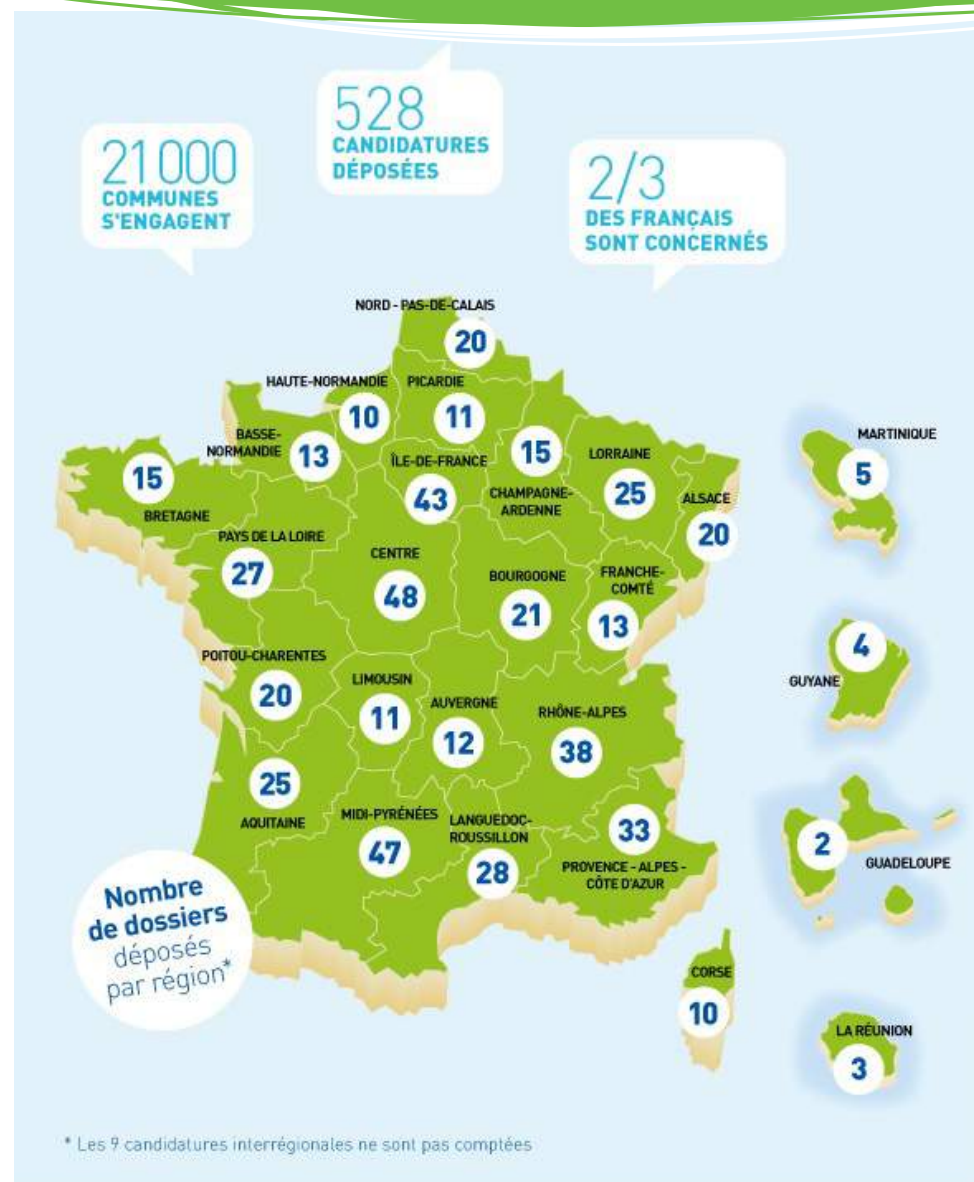 528
CANDIDATURES
DÉPOSÉES
21 000
COMMUNES
S'ENGAGENT
2/3
DES FRANÇAIS
SONT CONCERNÉS
NORD - PAS-DE-CALAIS
20
HAUTE-NORMANDIE
10
PICARDIE
11
BASSE-
NORMANDIE
13
ÎLE-DE-FRANCE
43
15
CHAMPAGNE-
ARDENNE
LORRAINE
25
ALSACE
20
15
BRETAGNE
PAYS DE LA LOIRE
27
CENTRE
48
BOURGOGNE
21
FRANCHE-
COMTÉ
13
POITOU-CHARENTES
20
LIMOUSIN
11
AUVERGNE
12
RHÔNE-ALPES
38
25
AQUITAINE
MIDI-PYRÉNÉES
47
LANGUEDOC-
ROUSSILLON
28
33
PROVENCE - ALPES -
CÔTE D'AZUR
CORSE
10
MARTINIQUE
5
4
GUYANE
2
GUADELOUPE
LA RÉUNION
3
Nombre
de dossiers
déposés
par région*
* Les 9 candidatures interrégionales ne sont pas comptées